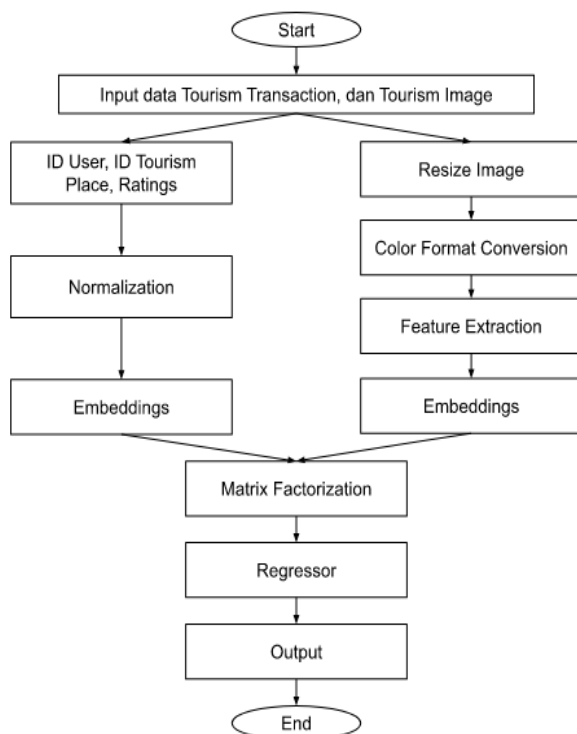 Start
Input data Tourism Transaction, dan Tourism Image
ID User, ID Tourism
Place, Ratings
Normalization
Embeddings
Resize Image
Color Format Conversion
Feature Extraction
Embeddings
Matrix Factorization
Regressor
Output
End